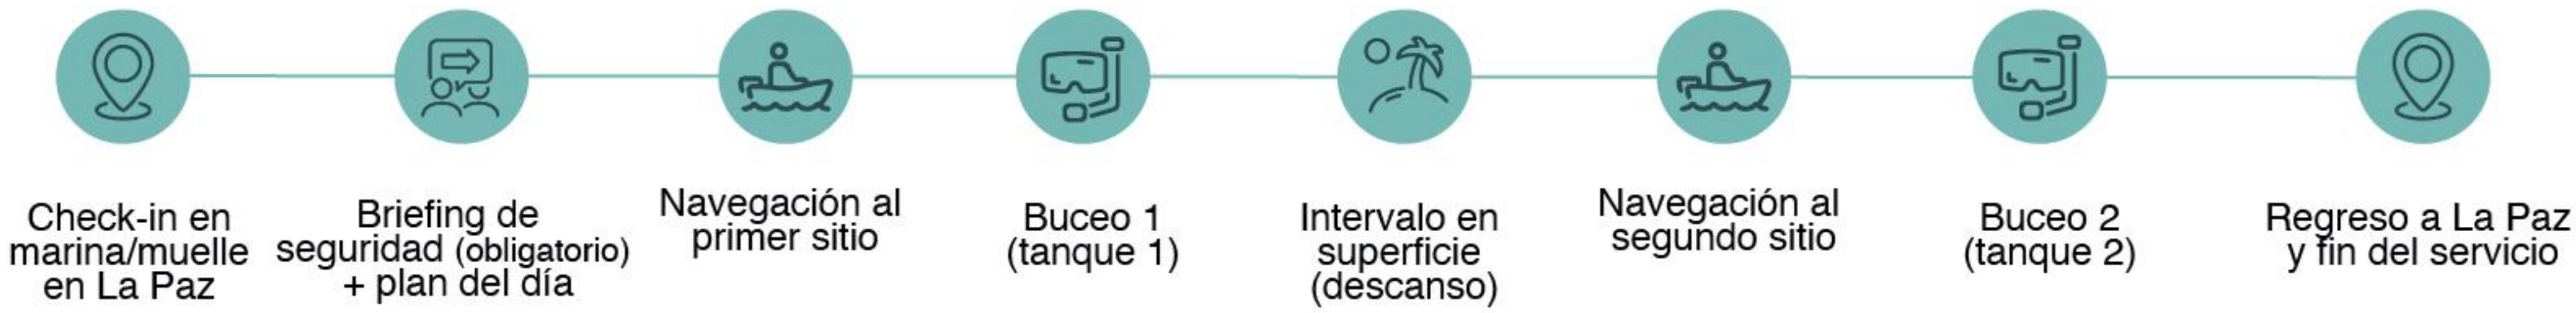 Check-in en
marina/muelle
en La Paz
Briefing de
seguridad (obligatorio)
+ plan del día
Navegación al
primer sitio
Buceo 1
(tanque 1)
Intervalo en
superficie
(descanso)
Navegación al
segundo sitio
Buceo 2
(tanque 2)
Regreso a La Paz
y fin del servicio